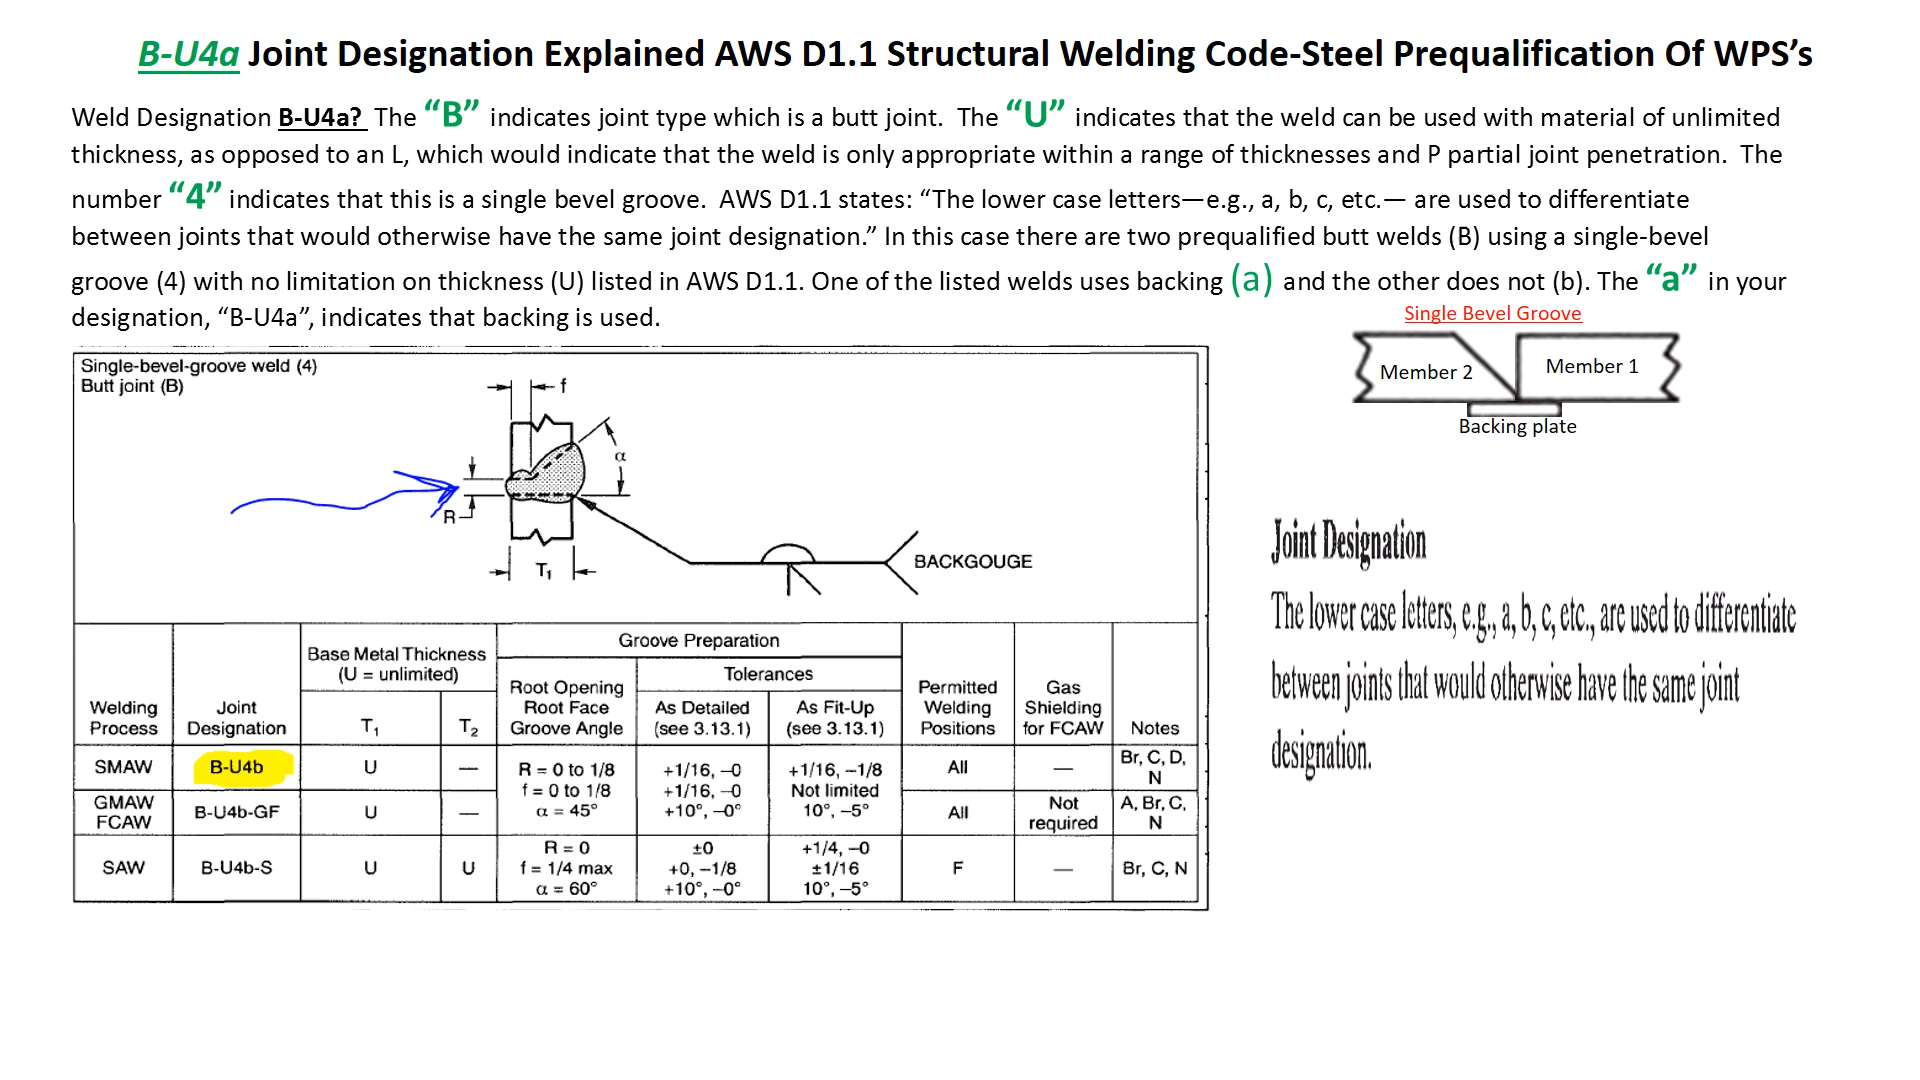 B-U4a Joint Designation Explained AWS D1.1 Structural Welding Code-Steel Prequalification Of WPS’s
Weld Designation B-U4a? The “B” indicates joint type which is a butt joint. The “U” indicates that the weld can be used with material of unlimited
thickness, as opposed to an L, which would indicate that the weld is only appropriate within a range of thicknesses and P partial joint penetration. The
number “4” indicates that this is a single bevel groove. AWS D1.1 states: “The lower case letters—e.g., a, b, c, etc.— are used to differentiate
between joints that would otherwise have the same joint designation.” In this case there are two prequalified butt welds (B) using a single-bevel
groove (4) with no limitation on thickness (U) listed in AWS D1.1. One of the listed welds uses backing (a) and the other does not (b). The “a” in your
designation, “B-U4a”, indicates that backing is used.
Single Bevel Groove
Member 2
Member 1
Backing plate
Single-bevel-groove weld (4)
Butt joint (B)
f
α
R
T1
BACKGOUGE
Joint Designation
The lower case letters, e.g., a, b, c, etc., are used to differentiate
between joints that would otherwise have the same joint
designation.
Welding
Process
Joint
Designation
Base Metal Thickness
(U = unlimited)
T1
T2
Groove Preparation
Root Opening
Root Face
Groove Angle
Tolerances
As Detailed
(see 3.13.1)
As Fit-Up
(see 3.13.1)
Permitted
Welding
Positions
Gas
Shielding
for FCAW
Notes
SMAW
B-U4b
U
—
R = 0 to 1/8
f = 0 to 1/8
α = 45°
+1/16, –0
+1/16, –0
+10°, –0°
+1/16, –1/8
Not limited
10°, –5°
All
—
Br, C, D,
N
GMAW
FCAW
B-U4b-GF
U
—
All
Not
required
A, Br, C,
N
SAW
B-U4b-S
U
U
R = 0
f = 1/4 max
α = 60°
±0
+0, –1/8
+10°, –0°
+1/4, –0
±1/16
10°, –5°
F
—
Br, C, N